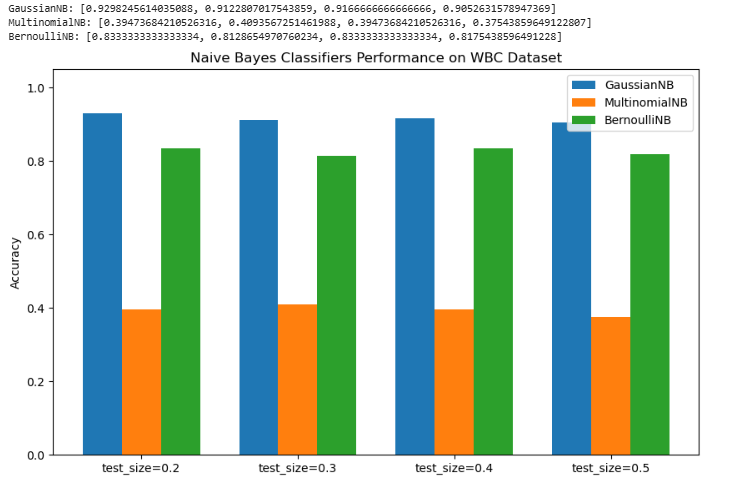 GaussianNB: [0.9298245614035088, 0.9122807017543859, 0.9166666666666666, 0.9052631578947369]
MultinomialNB: [0.39473684210526316, 0.4093567251461988, 0.39473684210526316, 0.37543859649122807]
BernoulliNB: [0.8333333333333334, 0.8128654970760234, 0.8333333333333334, 0.8175438596491228]
Naive Bayes Classifiers Performance on WBC Dataset
GaussianNB
MultinomialNB
BernoulliNB
1.0
0.8
0.6
0.4
0.2
0.0
Accuracy
test_size=0.2 test_size=0.3 test_size=0.4 test_size=0.5